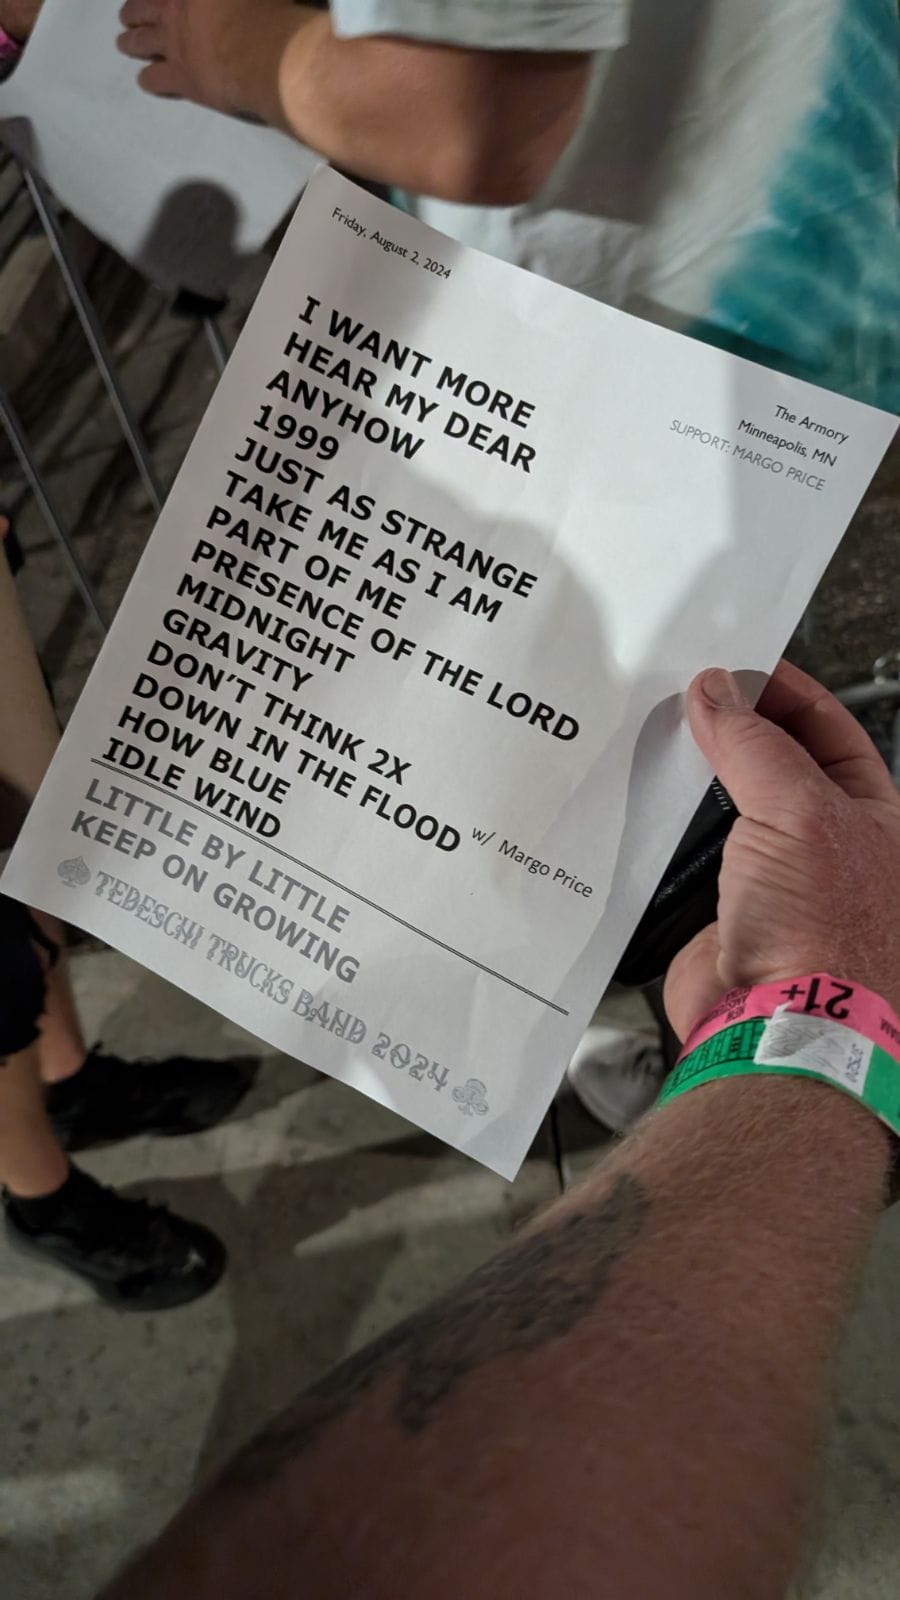 Friday, August 2, 2024
The Armory
Minneapolis, MN
SUPPORT: MARGO PRICE
I WANT MORE
HEAR MY DEAR
ANYHOW
1999
JUST AS STRANGE
TAKE ME AS I AM
PART OF ME
PRESENCE OF THE LORD
MIDNIGHT
GRAVITY
DON'T THINK 2X
DOWN IN THE FLOOD w/ Margo Price
HOW BLUE
IDLE WIND
LITTLE BY LITTLE
KEEP ON GROWING
TEDESCHI TRUCKS BAND 2024
21+